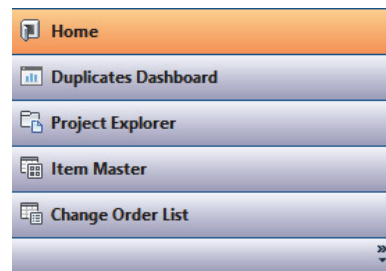 Home
Duplicates Dashboard
Project Explorer
Item Master
Change Order List